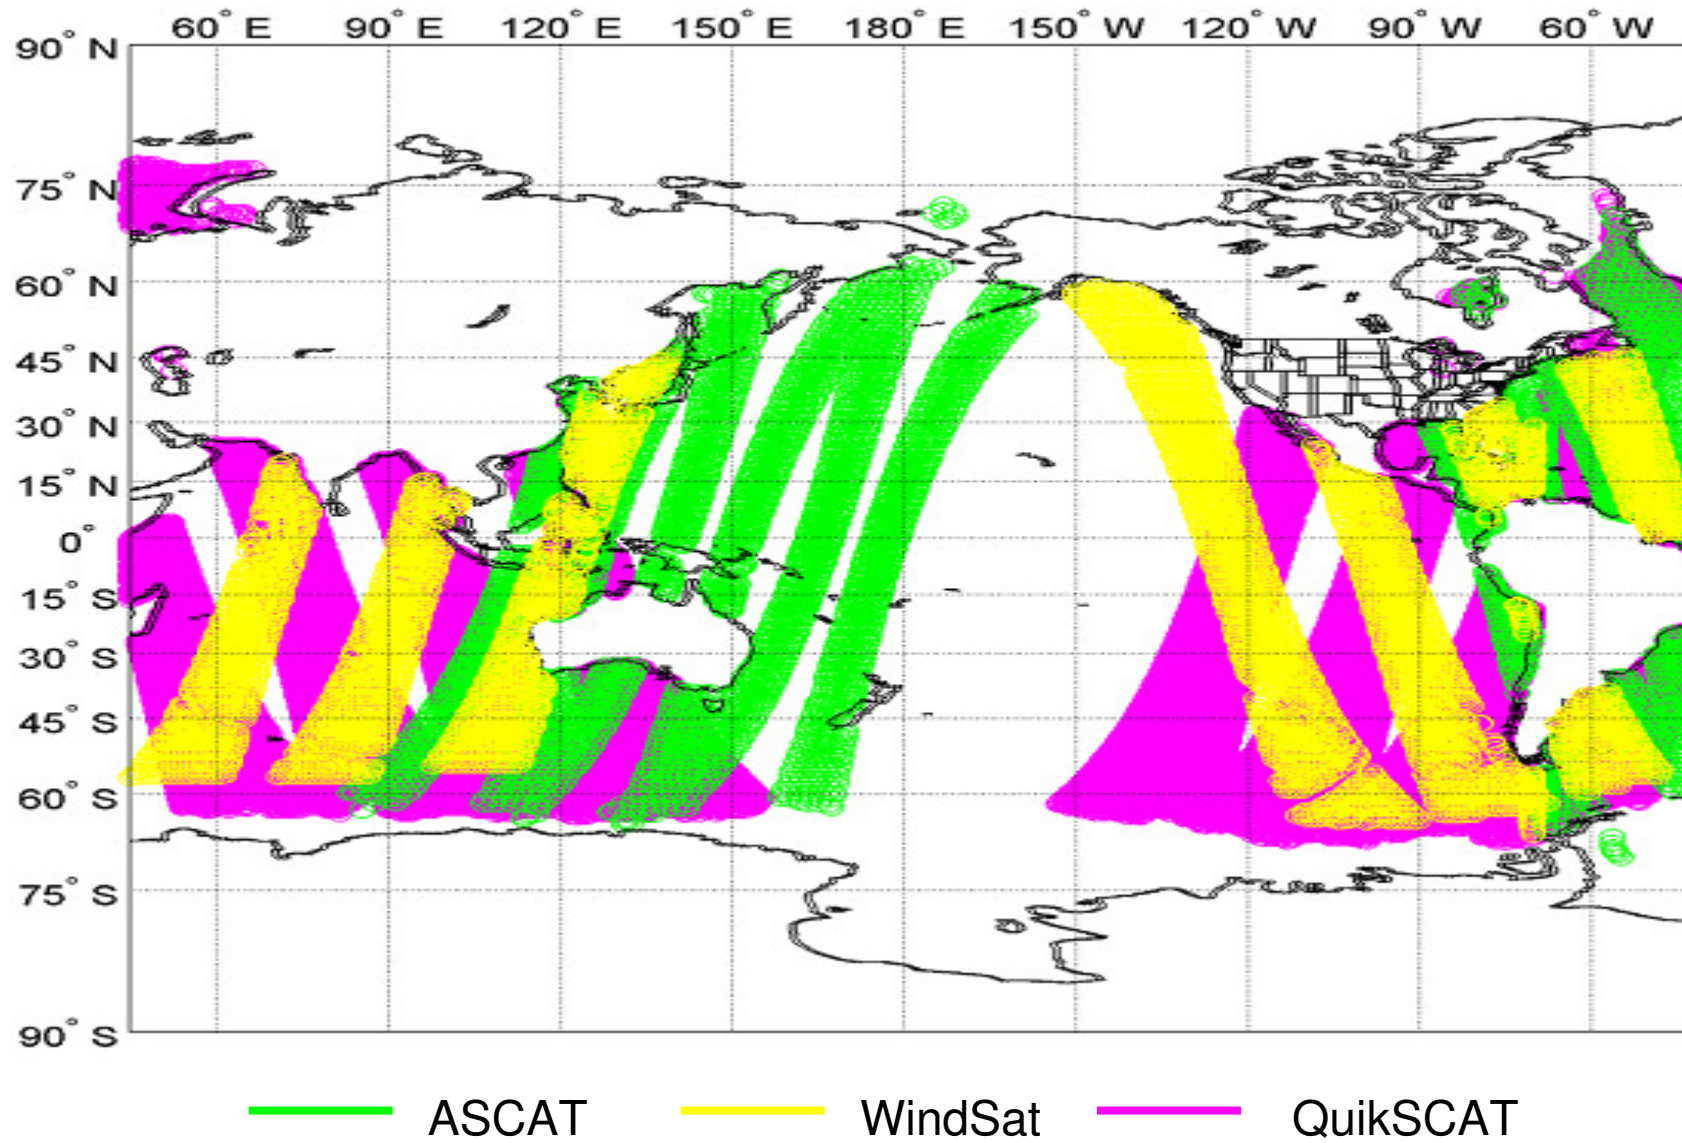 60° E 90° E 120° E 150° E 180° E 150° W 120° W 90° W 60° W
90° N
75° N
60° N
45° N
30° N
15° N
0°
15° S
30° S
45° S
60° S
75° S
90° S
ASCAT WindSat QuikSCAT